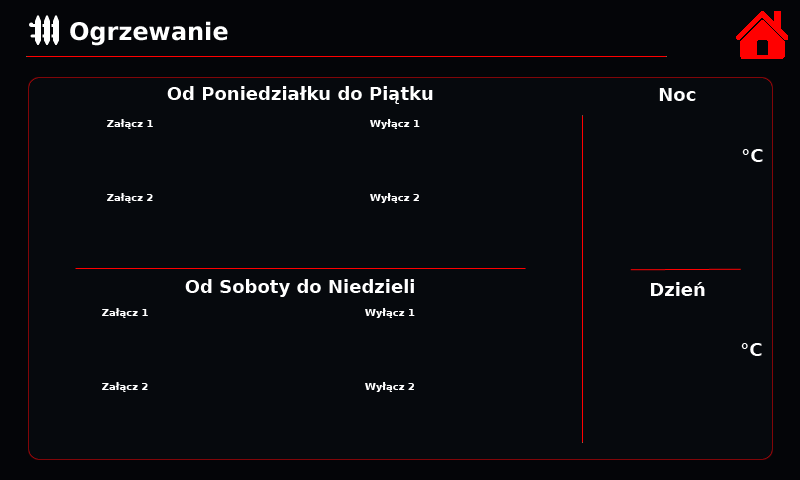 Ogrzewanie
Od Poniedziałku do Piątku
Załącz 1
Wyłącz 1
Załącz 2
Wyłącz 2
Od Soboty do Niedzieli
Załącz 1
Wyłącz 1
Załącz 2
Wyłącz 2
Noc
°C
Dzień
°C